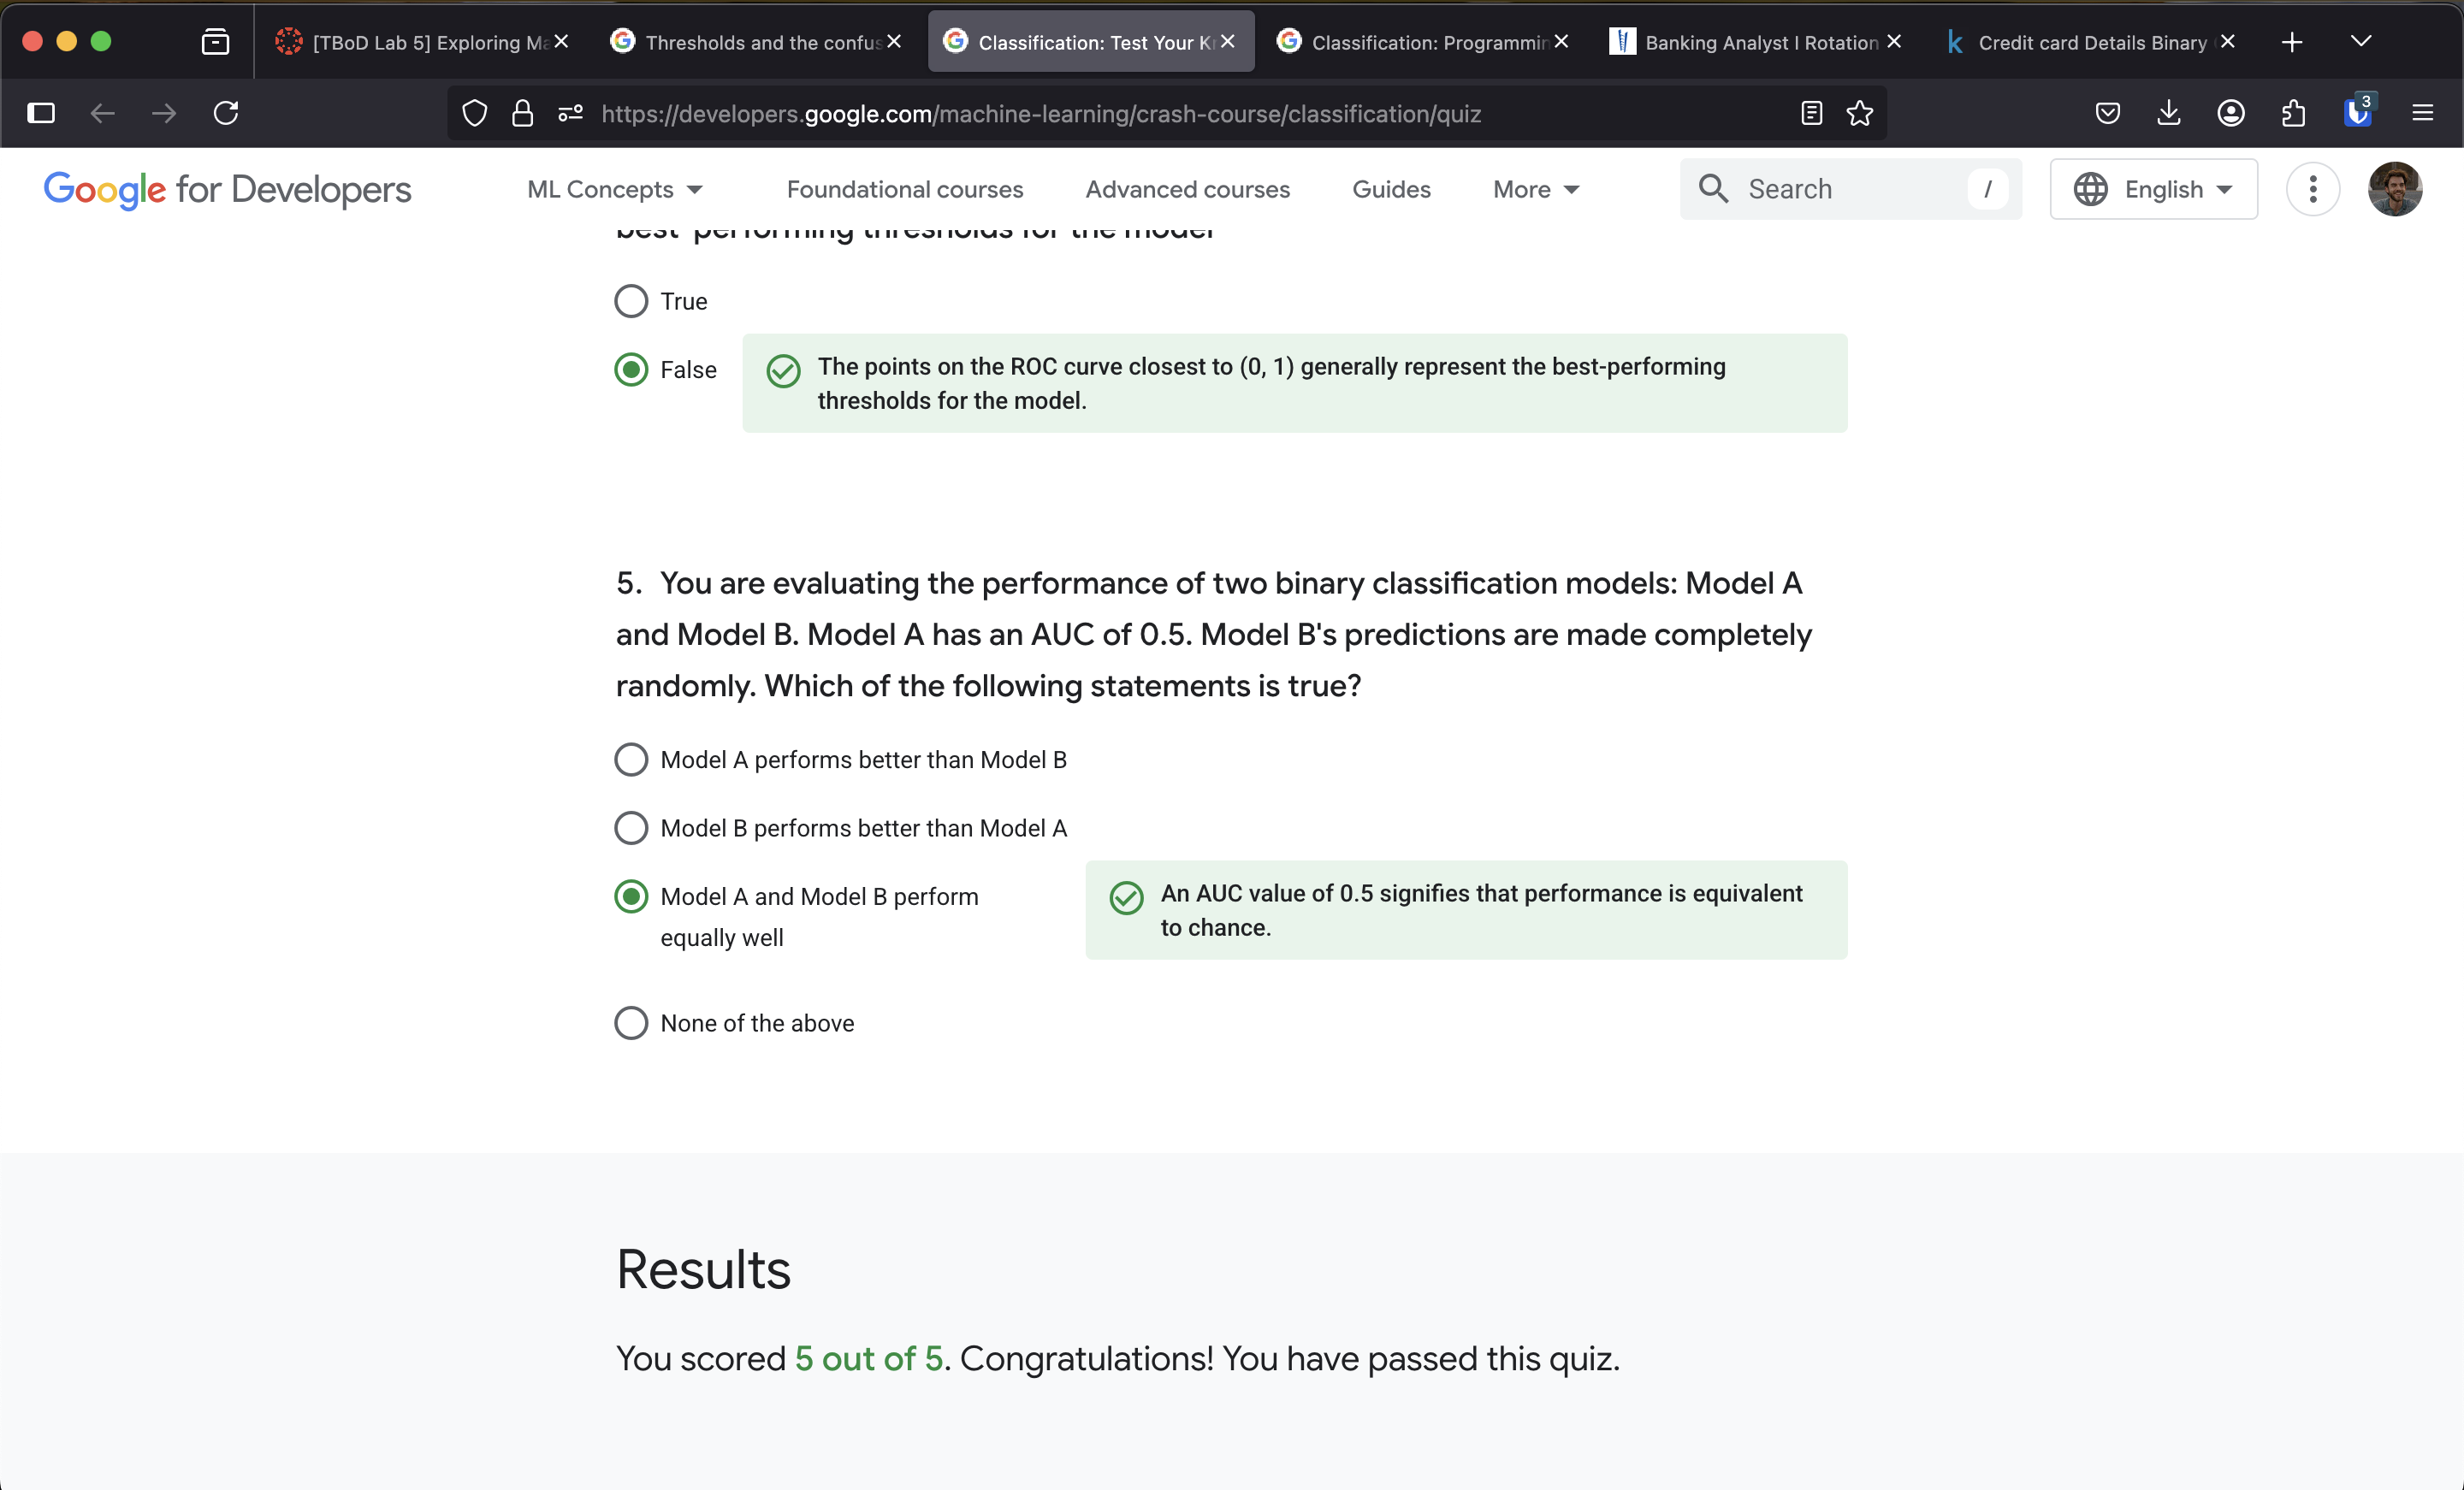 [TBoD Lab 5] Exploring Ma
Thresholds and the confus
Classification: Test Your K
Classification: Programmin
Banking Analyst I Rotation
Credit card Details Binary
https://developers.google.com/machine-learning/crash-course/classification/quiz
3
Google for Developers
ML Concepts
Foundational courses
Advanced courses
Guides
More
Search
/
English
best-performing thresholds for the model
True
False
The points on the ROC curve closest to (0, 1) generally represent the best-performing
thresholds for the model.
5. You are evaluating the performance of two binary classification models: Model A
and Model B. Model A has an AUC of 0.5. Model B's predictions are made completely
randomly. Which of the following statements is true?
Model A performs better than Model B
Model B performs better than Model A
Model A and Model B perform
equally well
An AUC value of 0.5 signifies that performance is equivalent
to chance.
None of the above
Results
You scored 5 out of 5. Congratulations! You have passed this quiz.